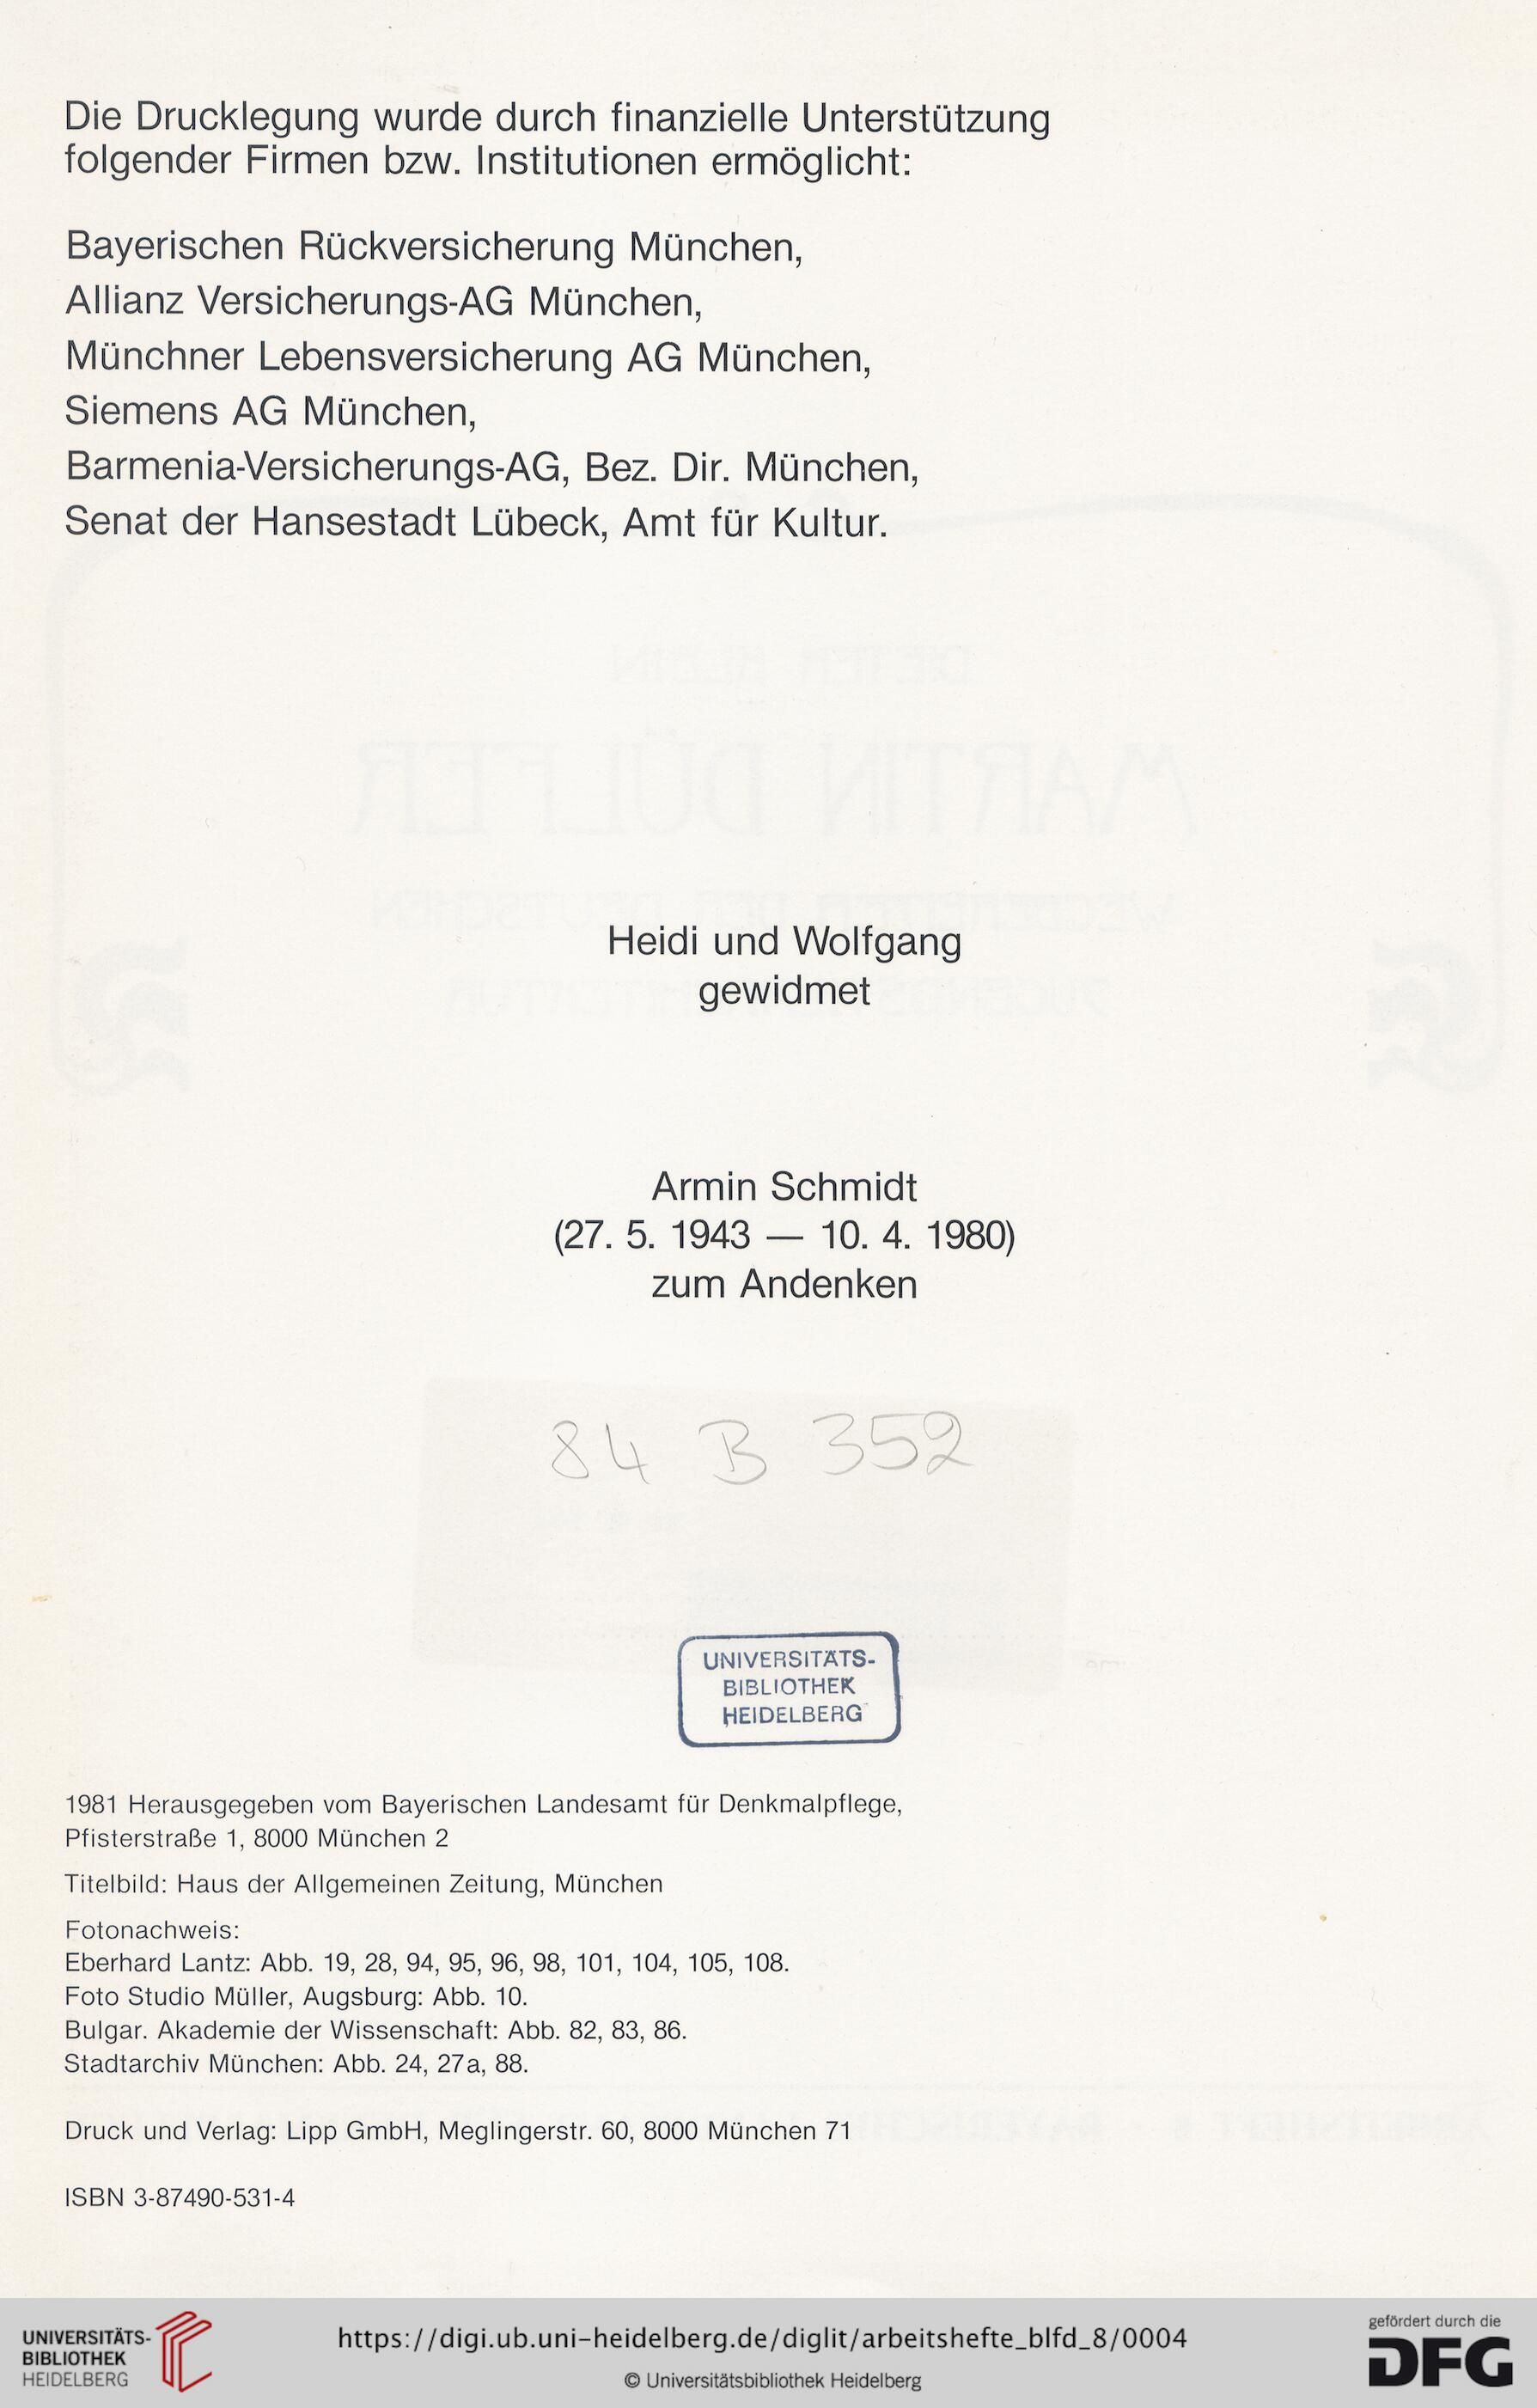 Die Drucklegung wurde durch finanzielle Unterstützung
folgender Firmen bzw. Institutionen ermöglicht:
Bayerischen Rückversicherung München,
Allianz Versicherungs-AG München,
Münchner Lebensversicherung AG München,
Siemens AG München,
Barmenia-Versicherungs-AG, Bez. Dir. München,
Senat der Hansestadt Lübeck, Amt für Kultur.
DIETER KLEIN
MARTIN DÜLFER
WEGBEREITER DER DEUTSCHEN
Heidi und Wolfgang
gewidmet
Armin Schmidt
(27. 5. 1943 — 10. 4. 1980)
zum Andenken
84 B 352
UNIVERSITÄTS-
BIBLIOTHEK
HEIDELBERG
1981 Herausgegeben vom Bayerischen Landesamt für Denkmalpflege,
Pfisterstraße 1, 8000 München 2
Titelbild: Haus der Allgemeinen Zeitung, München
Fotonachweis:
Eberhard Lantz: Abb. 19, 28, 94, 95, 96, 98, 101, 104, 105, 108.
Foto Studio Müller, Augsburg: Abb. 10.
Bulgar. Akademie der Wissenschaft: Abb. 82, 83, 86.
Stadtarchiv München: Abb. 24, 27a, 88.
Druck und Verlag: Lipp GmbH, Meglingerstr. 60, 8000 München 71
ISBN 3-87490-531-4
UNIVERSITÄTS-
BIBLIOTHEK
HEIDELBERG
https://digi.ub.uni-heidelberg.de/diglit/arbeitshefte_blfd_8/0004
© Universitätsbibliothek Heidelberg
gefördert durch die
DFG